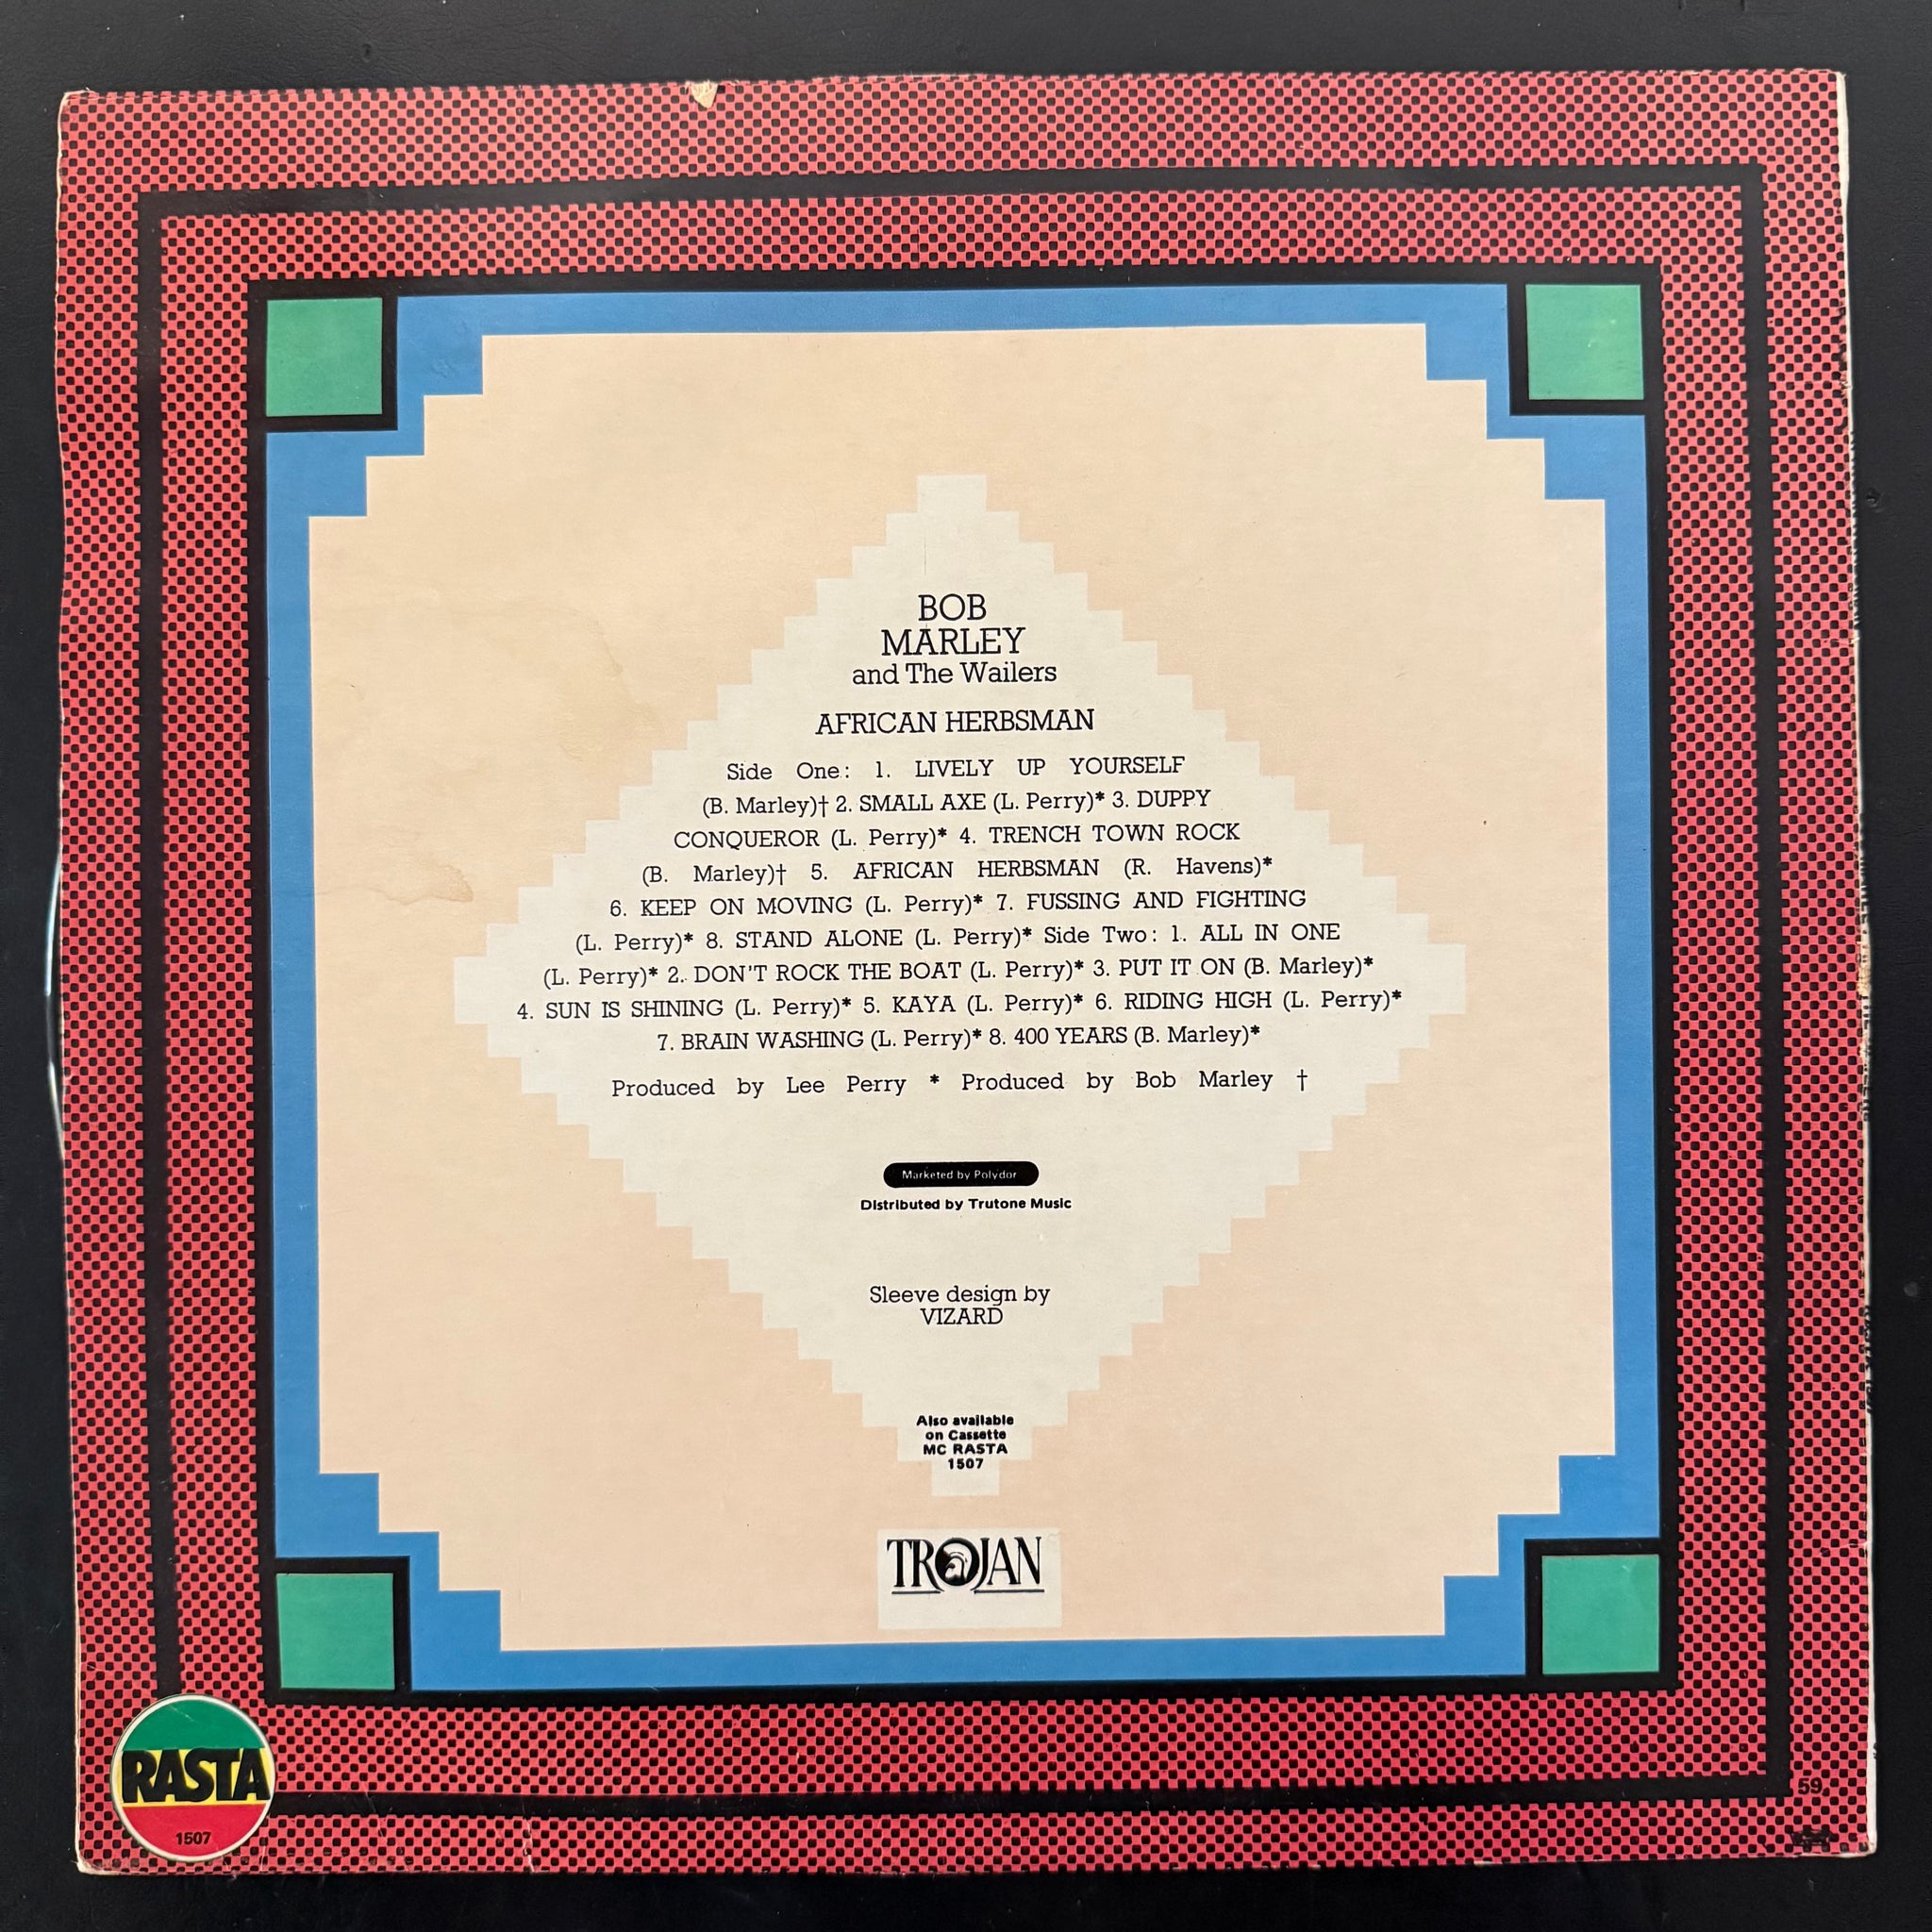 BOB
MARLEY
and The Wailers
AFRICAN HERBSMAN
Side One: 1. LIVELY UP YOURSELF
(B. Marley)† 2. SMALL AXE (L. Perry)* 3. DUPPY
CONQUEROR (L. Perry)* 4. TRENCH TOWN ROCK
(B. Marley)† 5. AFRICAN HERBSMAN (R. Havens)*
6. KEEP ON MOVING (L. Perry)* 7. FUSSING AND FIGHTING
(L. Perry)* 8. STAND ALONE (L. Perry)* Side Two: 1. ALL IN ONE
(L. Perry)* 2. DON'T ROCK THE BOAT (L. Perry)* 3. PUT IT ON (B. Marley)*
4. SUN IS SHINING (L. Perry)* 5. KAYA (L. Perry)* 6. RIDING HIGH (L. Perry)*
7. BRAIN WASHING (L. Perry)* 8. 400 YEARS (B. Marley)*
Produced by Lee Perry * Produced by Bob Marley †
Marketed by Polydor
Distributed by Trutone Music
Sleeve design by
VIZARD
Also available
on Cassette
MC RASTA
1507
TROJAN
RASTA
1507
59